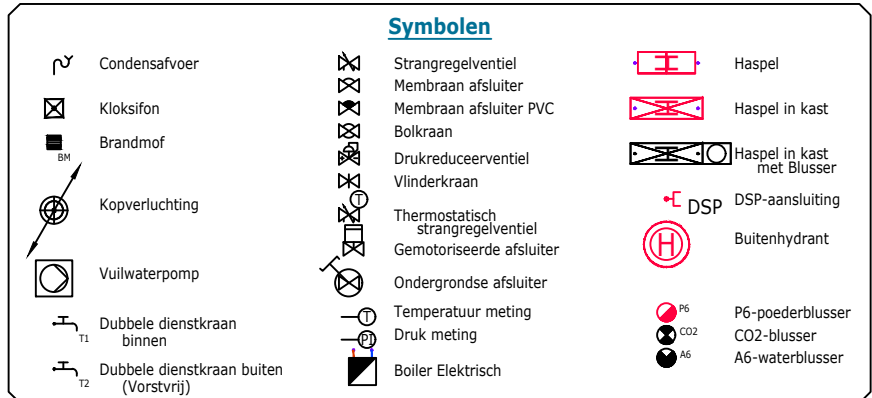 Symbolen
Condensafvoer
Kloksifon
BM
Brandmof
Kopverluchting
Vuilwaterpomp
T1
Dubbele dienstkraan
binnen
T2
Dubbele dienstkraan buiten
(Vorstvrij)
Strangregelventiel
Membraan afsluiter
Membraan afsluiter PVC
Bolkraan
Drukreduceerventiel
Vlinderkraan
T
Thermostatisch
strangregelventiel
Gemotoriseerde afsluiter
Ondergrondse afsluiter
T
Temperatuur meting
PI
Druk meting
Boiler Elektrisch
Haspel
Haspel in kast
Haspel in kast
met Blusser
DSP
DSP-aansluiting
H
Buitenhydrant
P6
P6-poederblusser
CO2
CO2-blusser
A6
A6-waterblusser